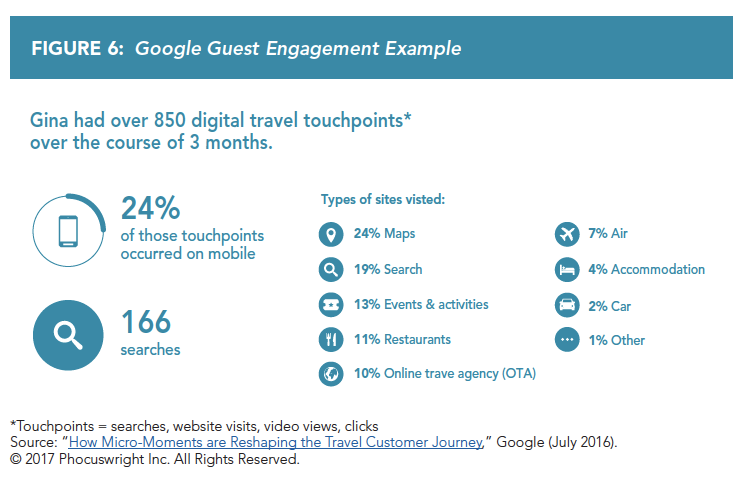 FIGURE 6: Google Guest Engagement Example
Gina had over 850 digital travel touchpoints*
over the course of 3 months.
24%
of those touchpoints
occurred on mobile
166
searches
Types of sites visted:
24% Maps
19% Search
13% Events & activities
11% Restaurants
10% Online trave agency (OTA)
7% Air
4% Accommodation
2% Car
1% Other
*Touchpoints = searches, website visits, video views, clicks
Source: “How Micro-Moments are Reshaping the Travel Customer Journey,” Google (July 2016).
© 2017 Phocuswright Inc. All Rights Reserved.